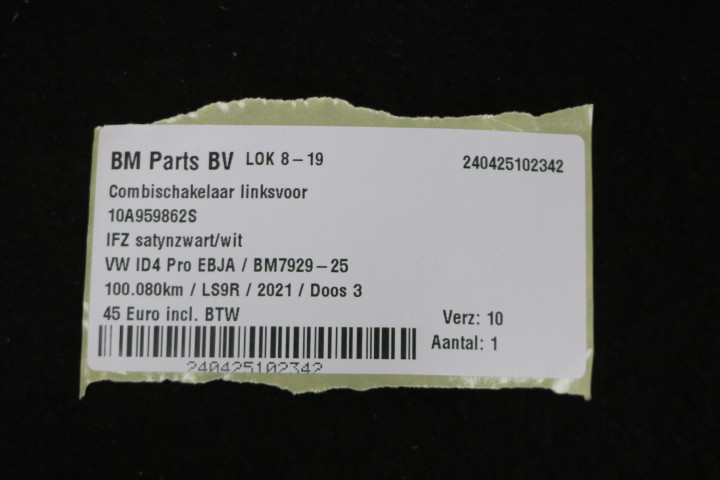 BM Parts BV LOK 8-19 240425102342
Combischakelaar linksvoor
10A959862S
IFZ satynzwart/wit
VW ID4 Pro EBJA / BM7929-25
100.080km / LS9R / 2021 / Doos 3
45 Euro incl. BTW
Verz: 10
Aantal: 1
240425102342